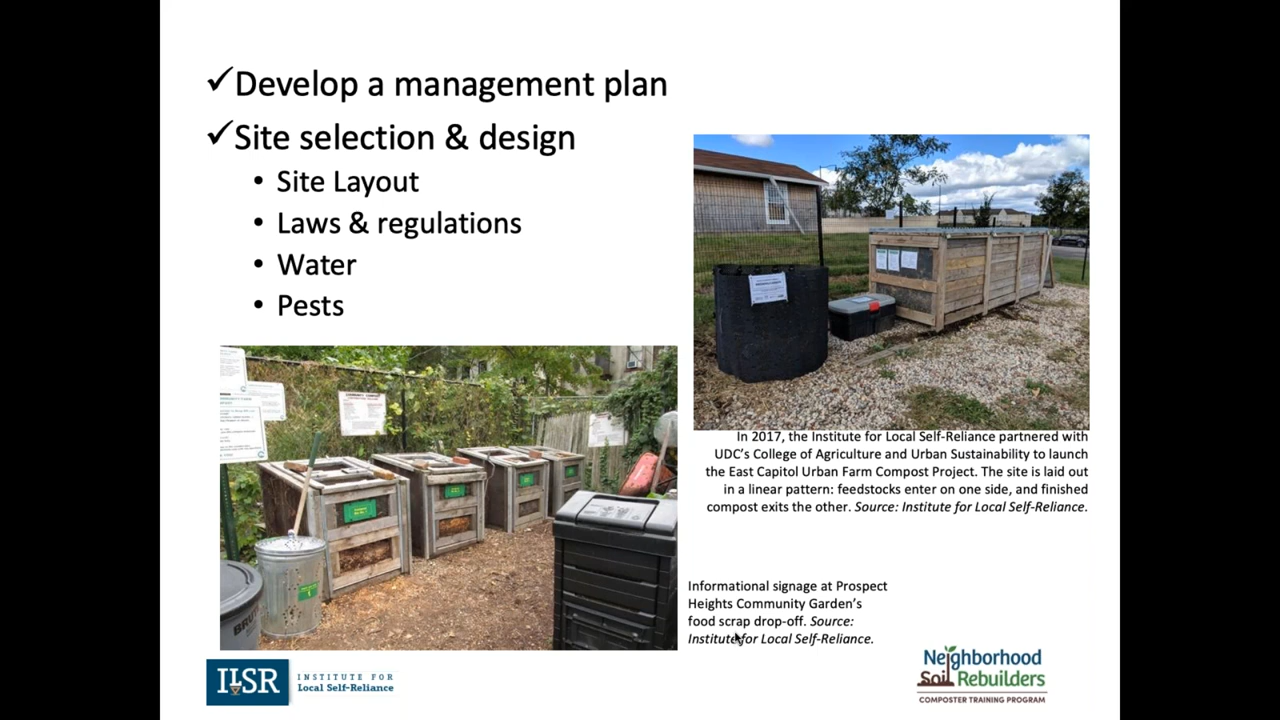 ✓Develop a management plan
✓Site selection & design
• Site Layout
• Laws & regulations
• Water
• Pests
In 2017, the Institute for Local Self-Reliance partnered with
UDC's College of Agriculture and Urban Sustainability to launch
the East Capitol Urban Farm Compost Project. The site is laid out
in a linear pattern: feedstocks enter on one side, and finished
compost exits the other. Source: Institute for Local Self-Reliance.
Informational signage at Prospect
Heights Community Garden's
food scrap drop-off. Source:
Institute for Local Self-Reliance.
ILSR
INSTITUTE FOR
Local Self-Reliance
Neighborhood
Soil Rebuilders
COMPOSTER TRAINING PROGRAM